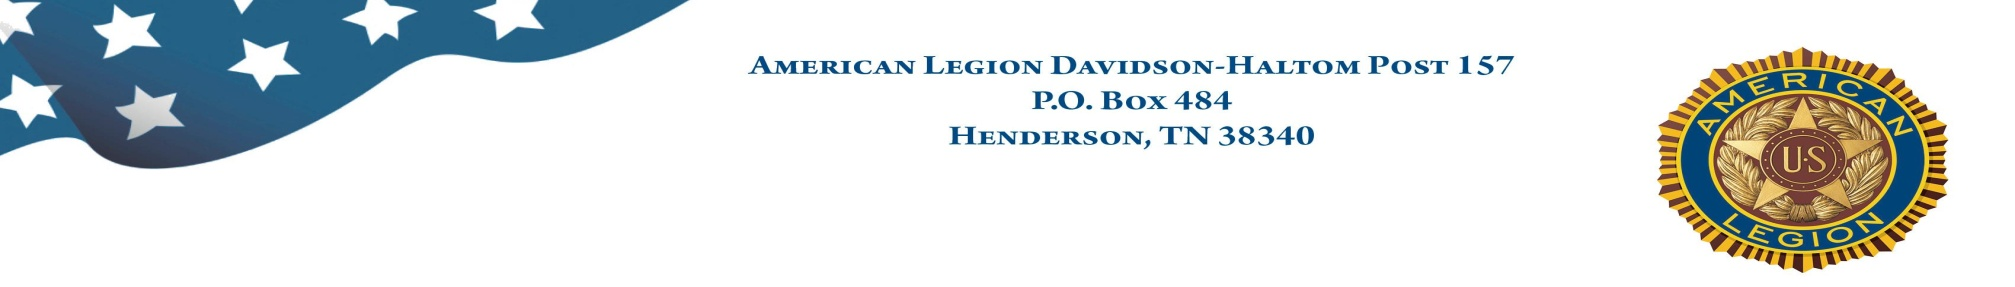 American Legion Davidson-Haltom Post 157
P.O. Box 484
Henderson, TN 38340
AMERICAN
U.S
LEGION